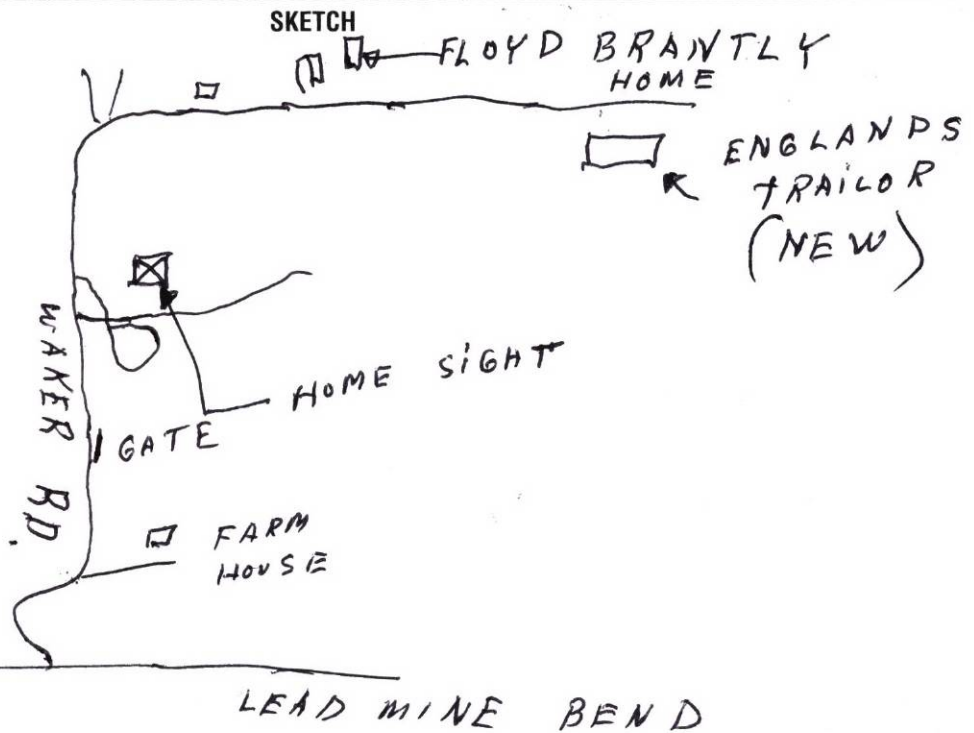 SKETCH
FLOYD BRANTLY
HOME
ENGLANDS
TRAILOR
(NEW)
HOME SIGHT
WAKER RD.
GATE
FARM
HOUSE
LEAD MINE BEND